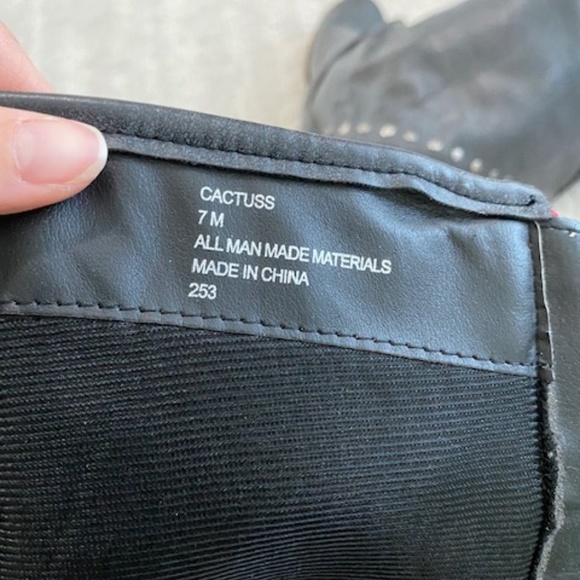 CACTUSS
7 M
ALL MAN MADE MATERIALS
MADE IN CHINA
253